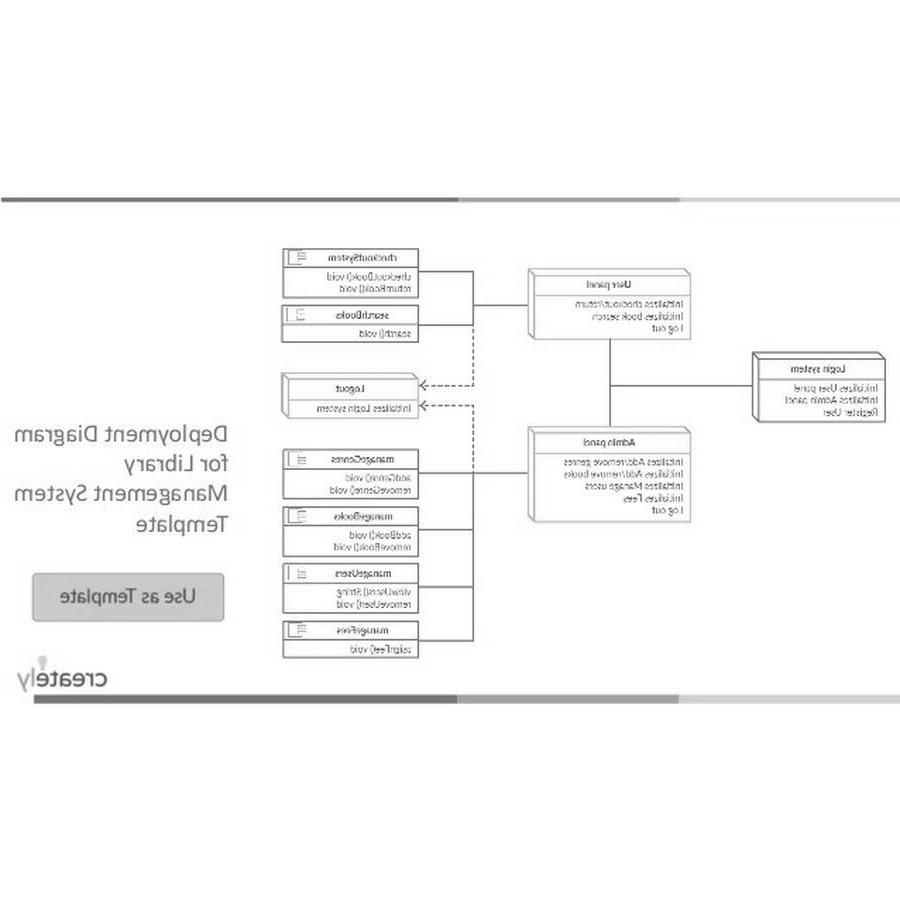 Deployment Diagram
for Library
Management System
Template
Use as Template
creately
Login system
Initializes User panel
Initializes Admin panel
Register User
User panel
Initializes checkout/return
Initializes book search
Log out
Admin panel
Initializes Add/remove genres
Initializes Add/remove books
Initializes Manage users
Initializes Fees
Log out
checkoutSystem
checkoutBook() void
returnBook() void
searchBooks
search() void
Logout
Initializes Login system
manageGenres
addGenre() void
removeGenre() void
manageBooks
addBook() void
removeBook() void
manageUsers
viewUsers() String
removeUser() void
manageFees
asignFee() void